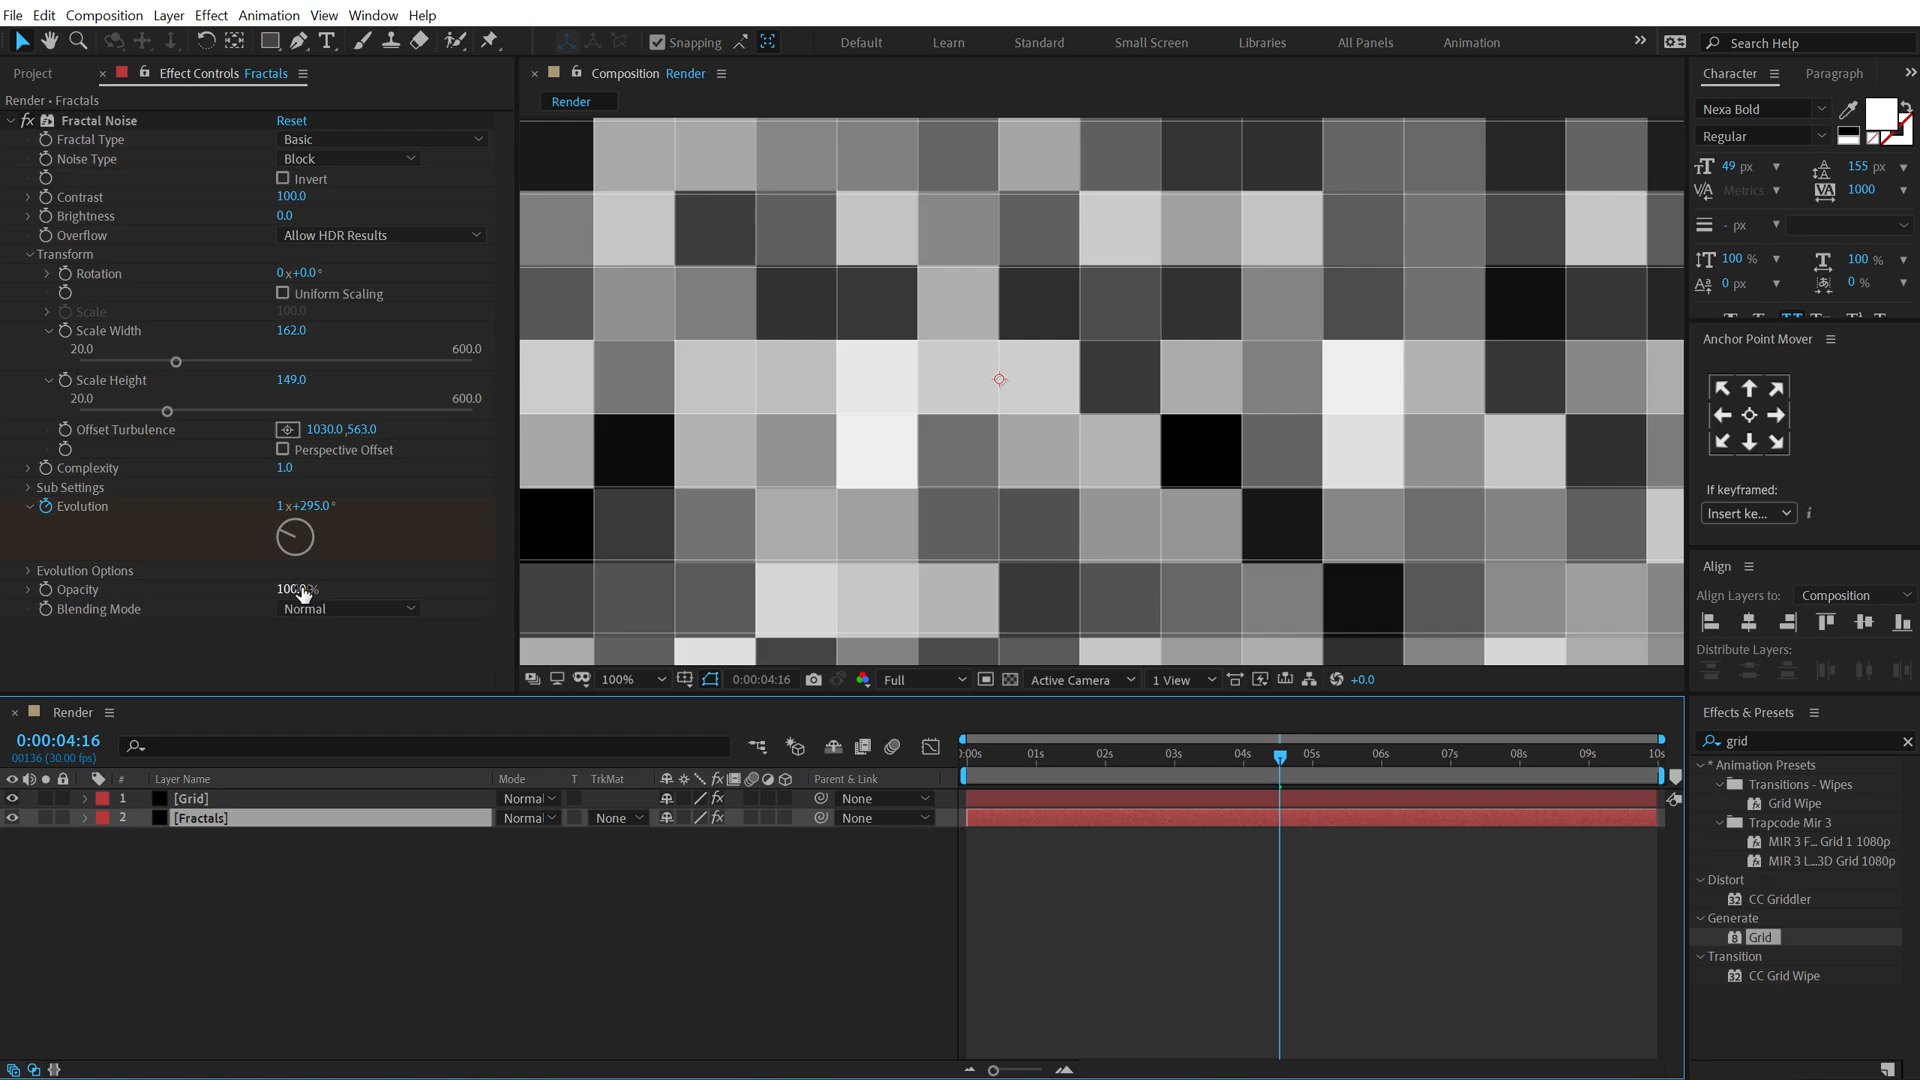 File Edit Composition Layer Effect Animation View Window Help
Snapping
Default Learn Standard Small Screen Libraries All Panels Animation
Search Help
Project Effect Controls Fractals
Render • Fractals
Fractal Noise Reset
Fractal Type Basic
Noise Type Block
Invert
Contrast 100.0
Brightness 0.0
Overflow Allow HDR Results
Transform
Rotation 0x+0.0°
Uniform Scaling
Scale 100.0
Scale Width 162.0
20.0 600.0
Scale Height 149.0
20.0 600.0
Offset Turbulence 1030.0,563.0
Perspective Offset
Complexity 1.0
Sub Settings
Evolution 1x+295.0°
Evolution Options
Opacity 100.0%
Blending Mode Normal
Composition Render
Render
100% 0:00:04:16 Full Active Camera 1 View +0.0
Character Paragraph
Nexa Bold
Regular
49 px 155 px
Metrics 1000
- px
100 % 100 %
0 px 0 %
Anchor Point Mover
If keyframed:
Insert ke...
Align
Align Layers to: Composition
Distribute Layers:
Render
0:00:04:16
00136 (30.00 fps)
# Layer Name Mode T TrkMat Parent & Link
1 [Grid] Normal None
2 [Fractals] Normal None None
:00s 01s 02s 03s 04s 05s 06s 07s 08s 09s 10s
Effects & Presets
grid
* Animation Presets
Transitions - Wipes
Grid Wipe
Trapcode Mir 3
MIR 3 F... Grid 1 1080p
MIR 3 L...3D Grid 1080p
Distort
CC Griddler
Generate
Grid
Transition
CC Grid Wipe